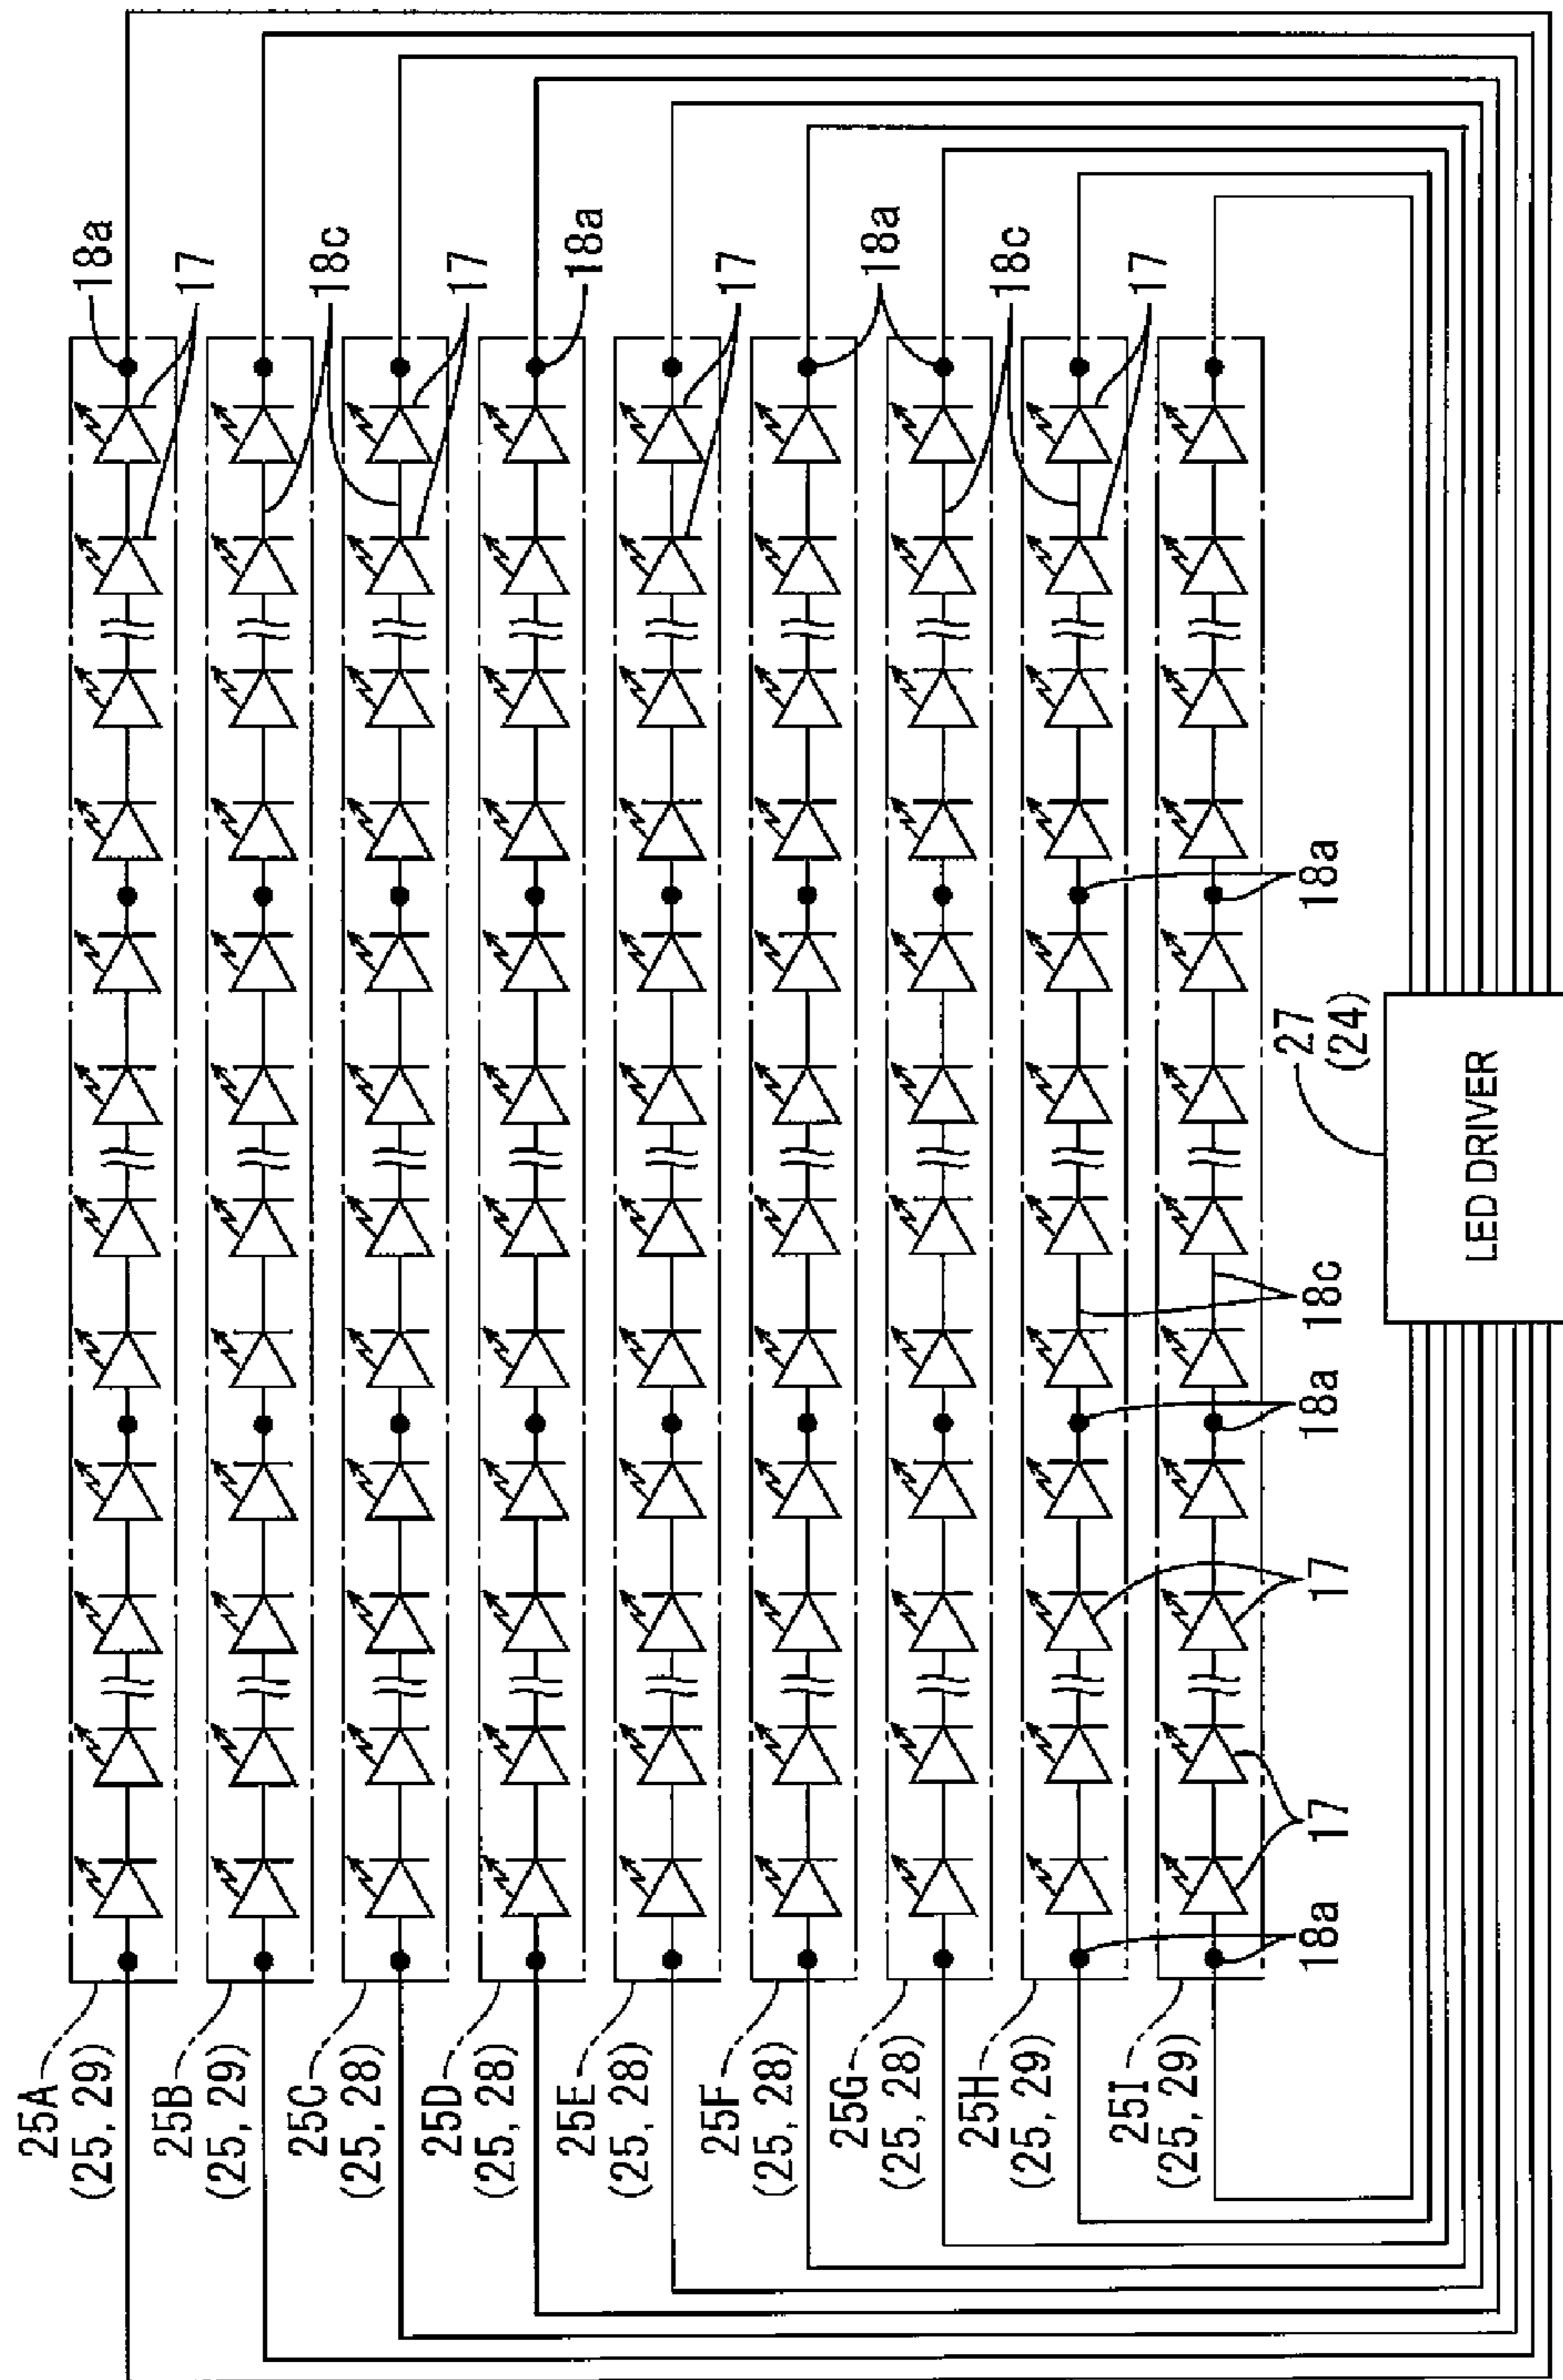 18a
17
18c
17
18a
17
18a
18c
17
18a
27
(24)
LED DRIVER
18c
18a
17
17
18a
25A
(25, 29)
25B
(25, 29)
25C
(25, 28)
25D
(25, 28)
25E
(25, 28)
25F
(25, 28)
25G
(25, 28)
25H
(25, 29)
25I
(25, 29)